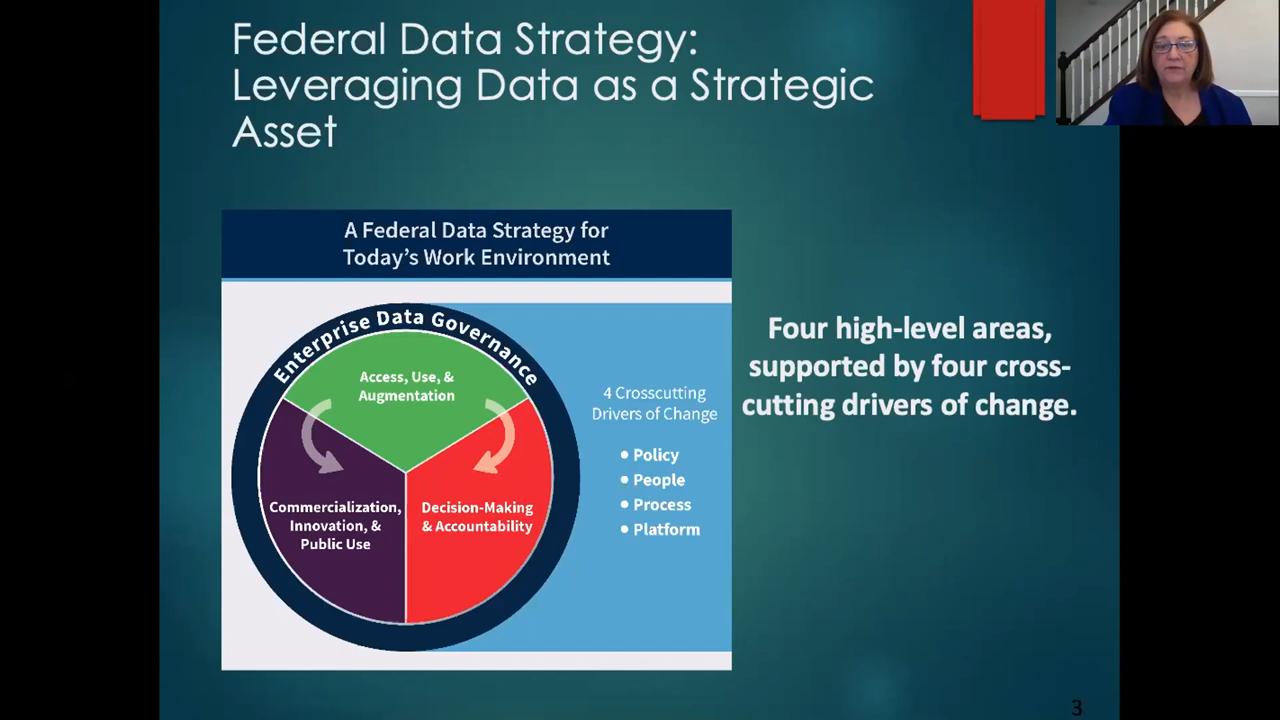 Federal Data Strategy:
Leveraging Data as a Strategic
Asset
A Federal Data Strategy for
Today's Work Environment
Enterprise Data Governance
Access, Use, &
Augmentation
Commercialization,
Innovation, &
Public Use
Decision-Making
& Accountability
4 Crosscutting
Drivers of Change
• Policy
• People
• Process
• Platform
Four high-level areas,
supported by four cross-
cutting drivers of change.
3